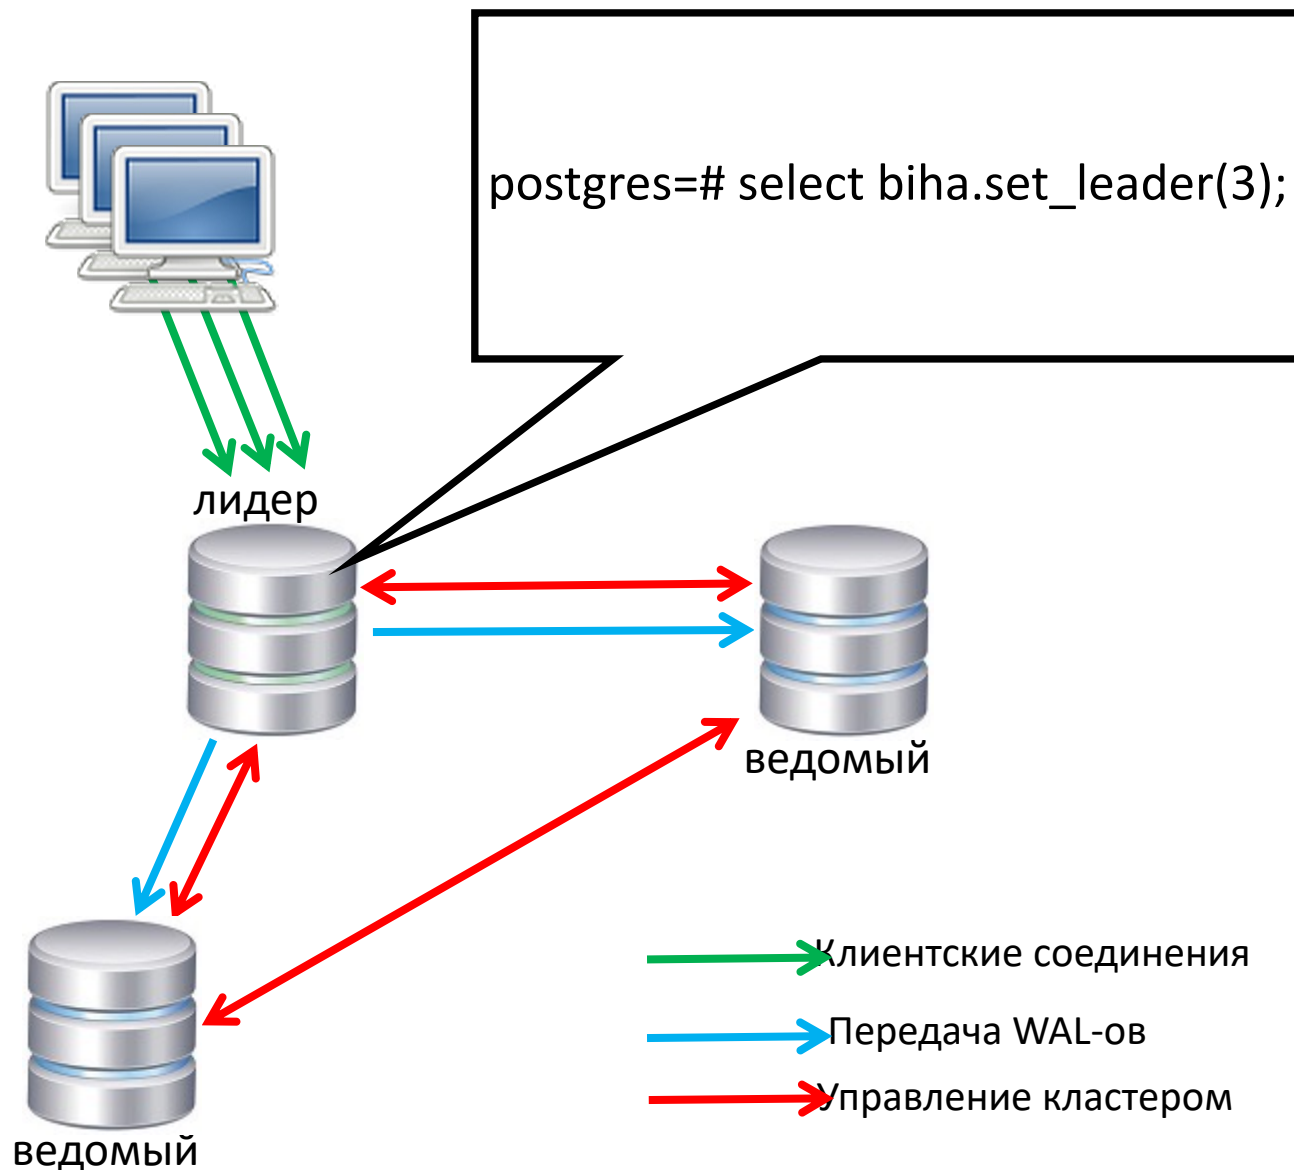 postgres=# select biha.set_leader(3);
лидер
ведомый
ведомый
Клиентские соединения
Передача WAL-ов
Управление кластером